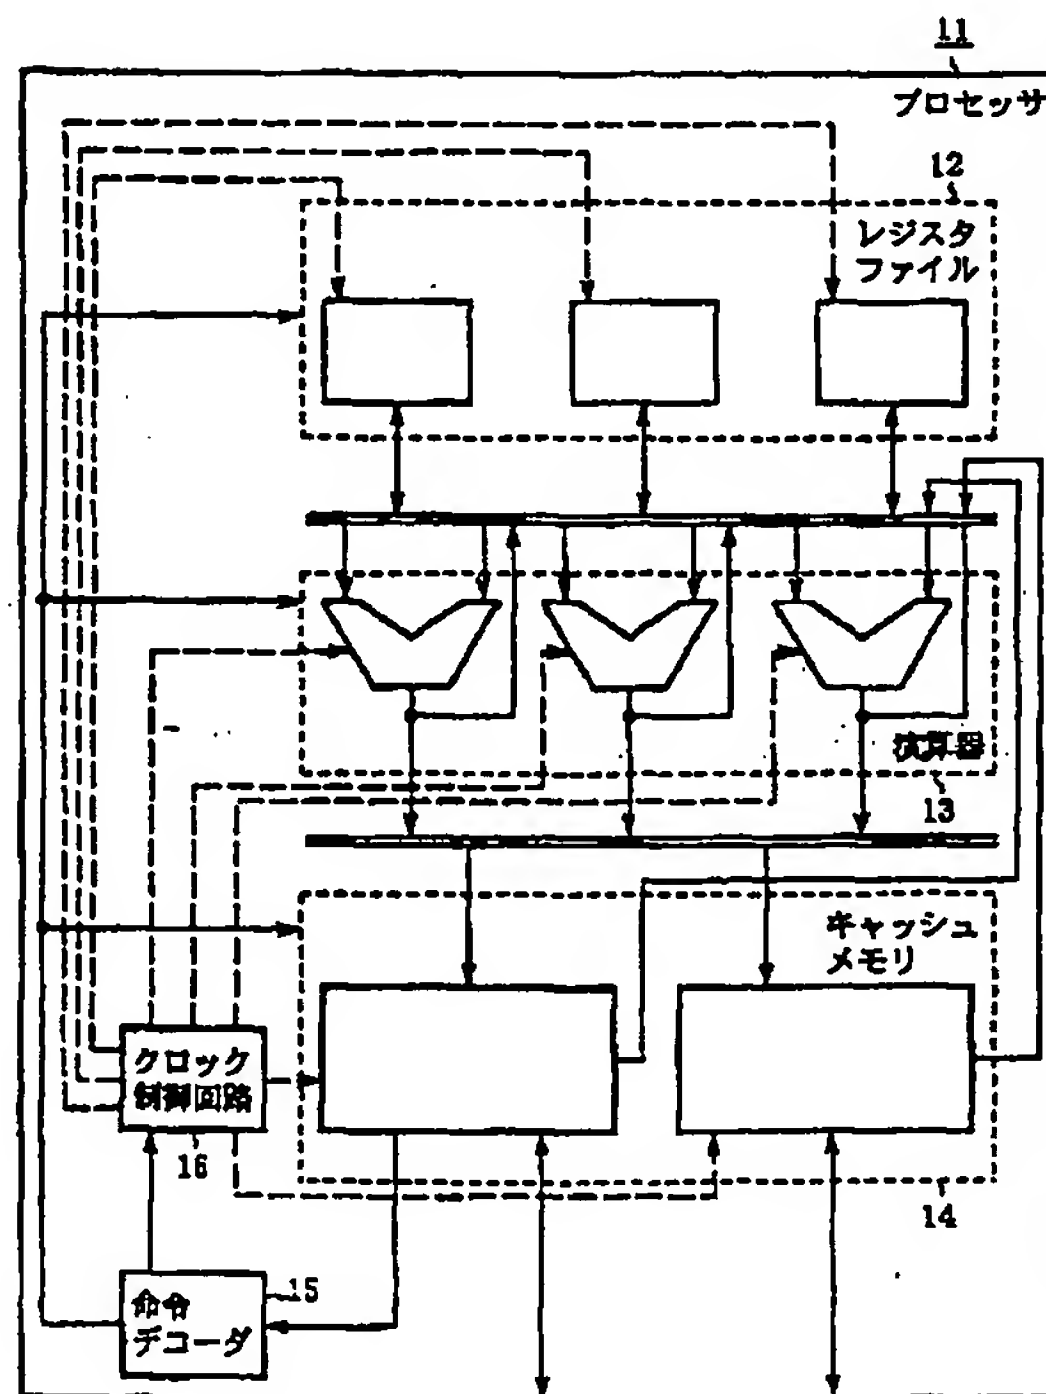 11
プロセッサ
12
レジスタ
ファイル
演算器
13
キャッシュ
メモリ
クロック
制御回路
16
14
15
命令
デコーダ